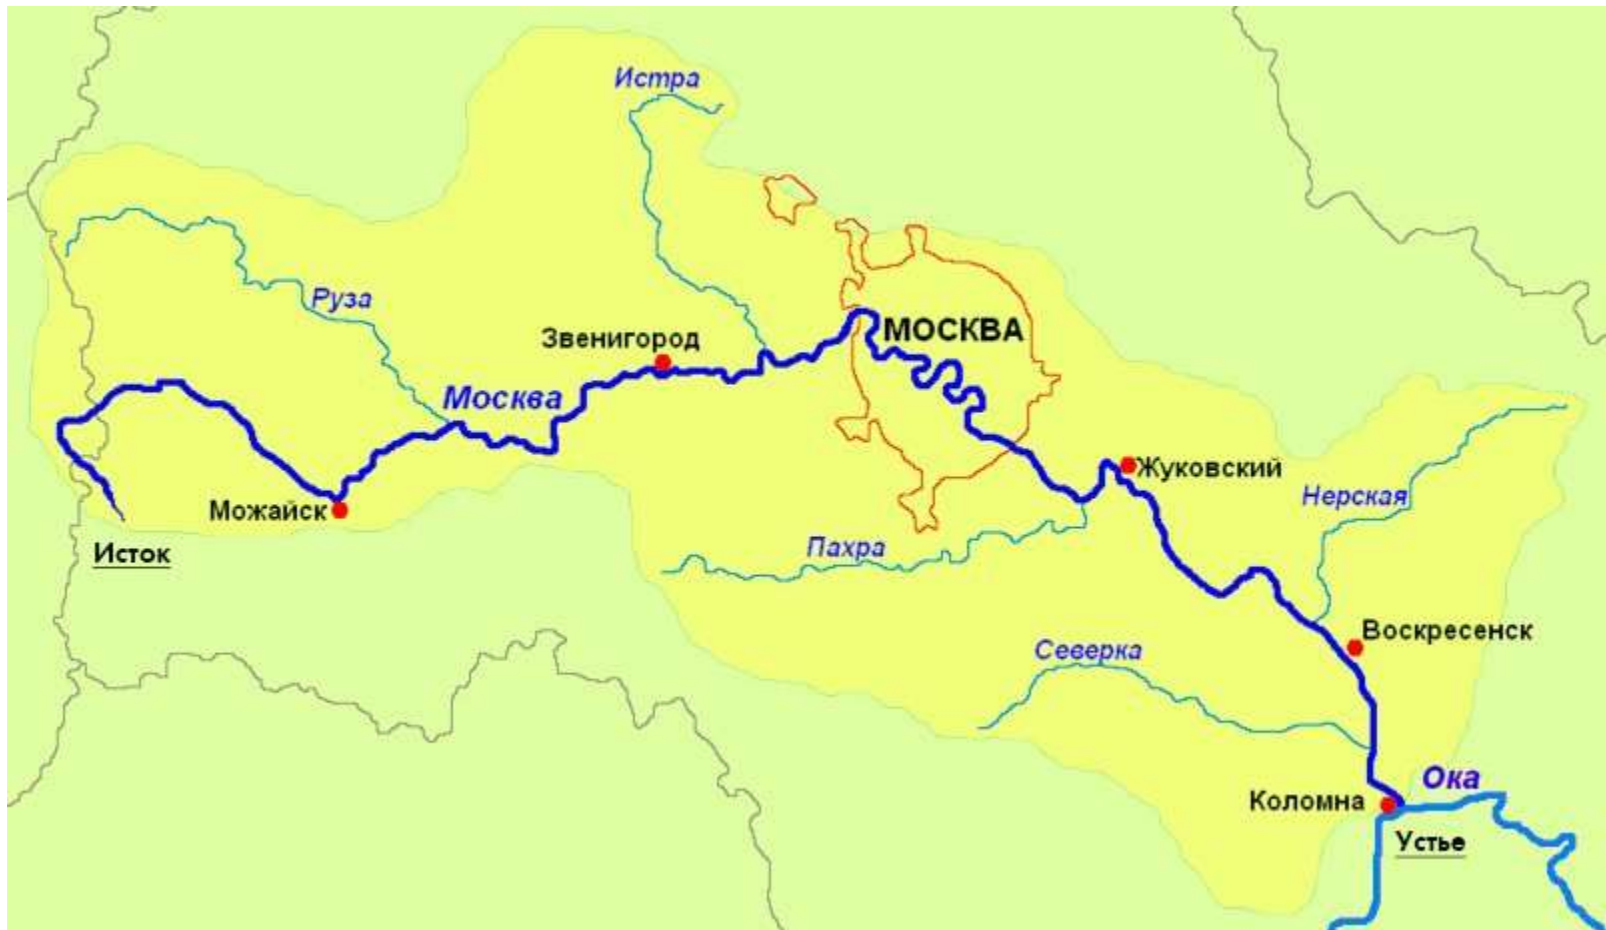 Истра
Руза
Звенигород
МОСКВА
Москва
Жуковский
Нерская
Можайск
Исток
Пахра
Воскресенск
Северка
Ока
Коломна
Устье